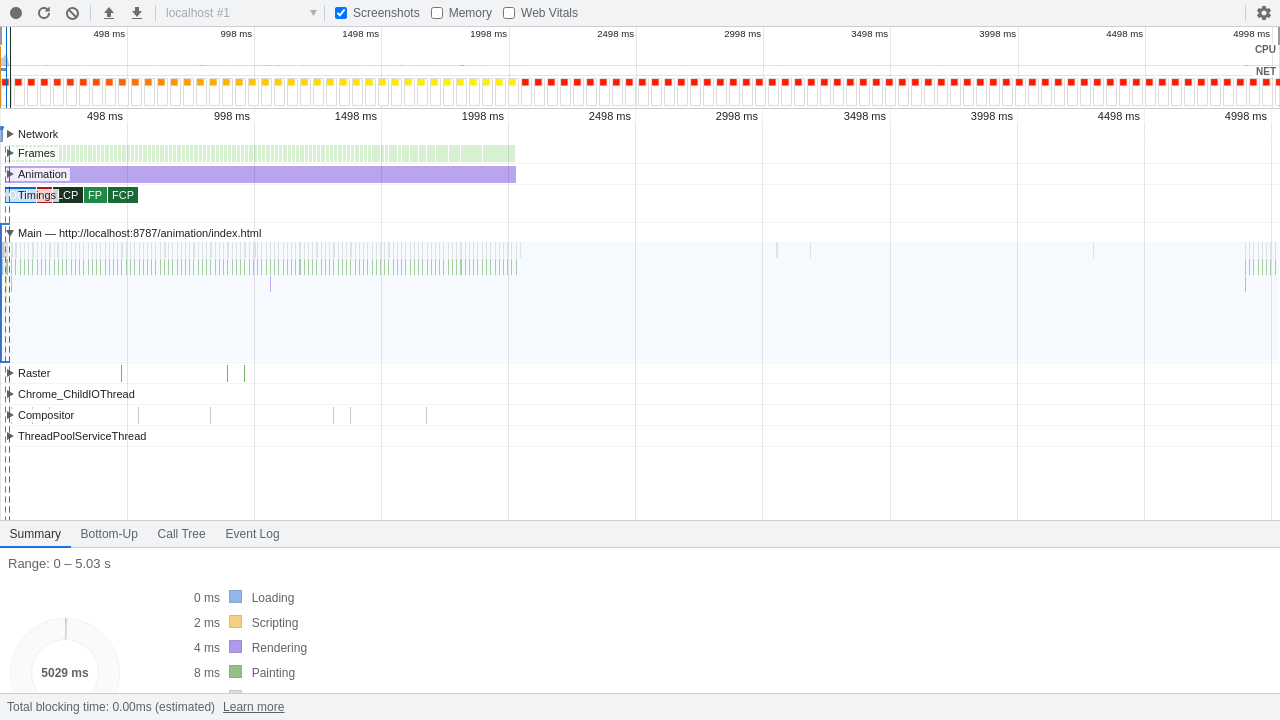 localhost #1 Screenshots Memory Web Vitals
498 ms 998 ms 1498 ms 1998 ms 2498 ms 2998 ms 3498 ms 3998 ms 4498 ms 4998 ms
CPU
NET
498 ms 998 ms 1498 ms 1998 ms 2498 ms 2998 ms 3498 ms 3998 ms 4498 ms 4998 ms
Network
Frames
Animation
Timings LCP FP FCP
Main — http://localhost:8787/animation/index.html
Raster
Chrome_ChildIOThread
Compositor
ThreadPoolServiceThread
Summary Bottom-Up Call Tree Event Log
Range: 0 – 5.03 s
0 ms Loading
2 ms Scripting
4 ms Rendering
5029 ms
8 ms Painting
Total blocking time: 0.00ms (estimated) Learn more